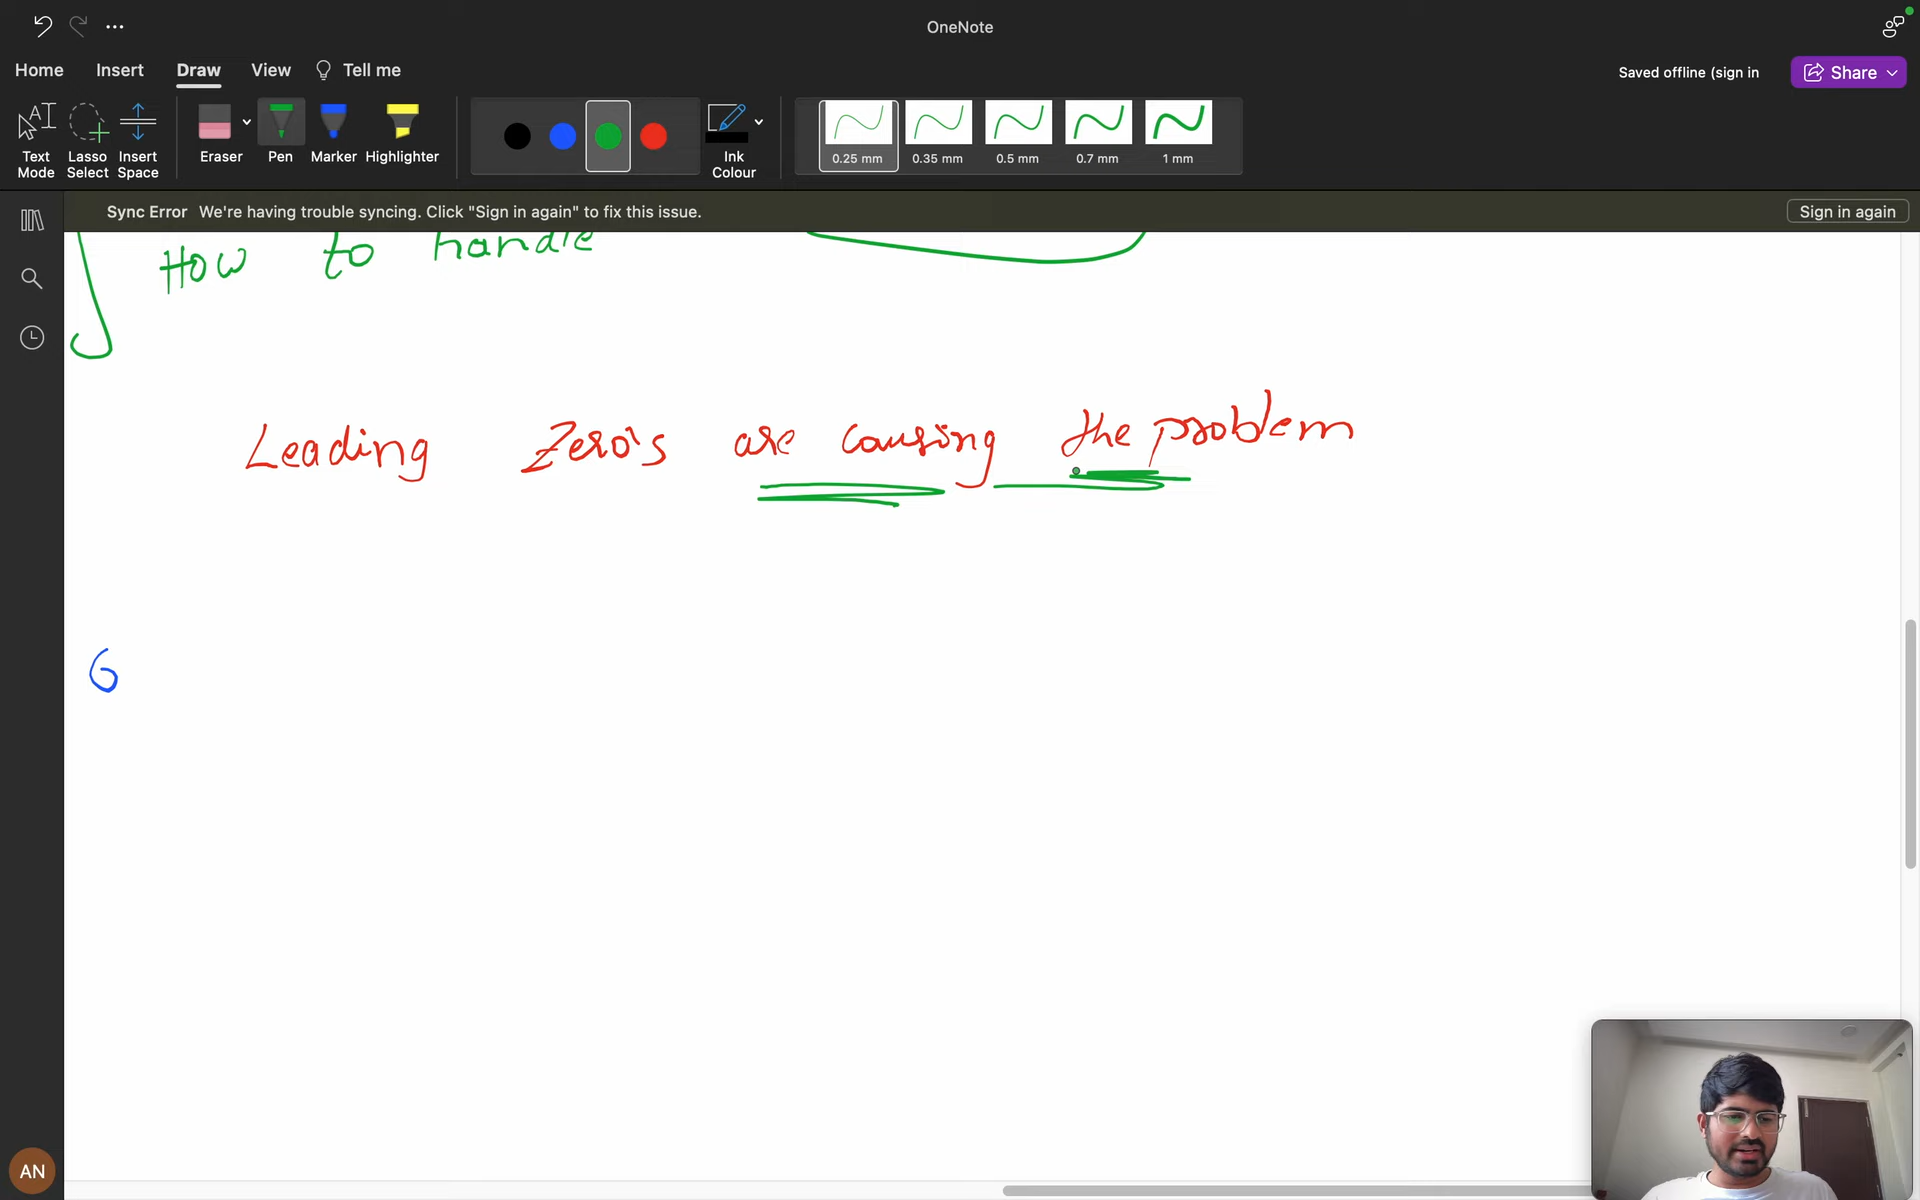 OneNote
Home Insert Draw View Tell me
Saved offline (sign in
Share
Text Mode
Lasso Select
Insert Space
Eraser
Pen
Marker
Highlighter
Ink Colour
0.25 mm
0.35 mm
0.5 mm
0.7 mm
1 mm
Sync Error We're having trouble syncing. Click "Sign in again" to fix this issue.
Sign in again
How to handle
Leading Zero's are causing the problem
6
AN